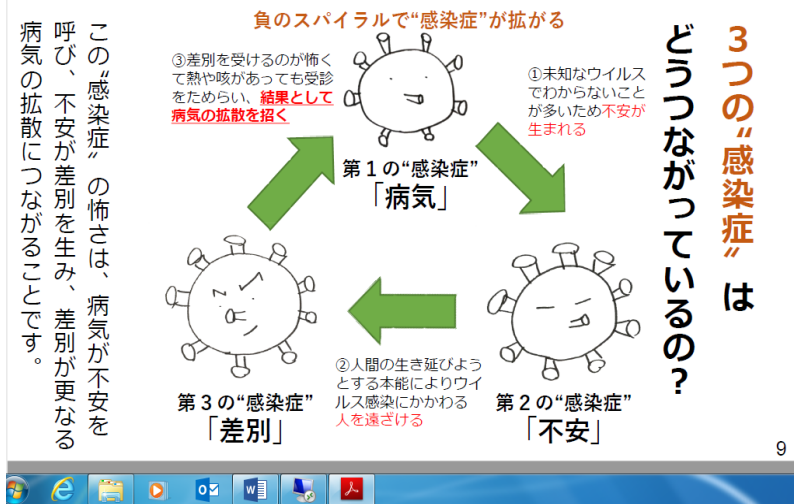 3つの〝感染症〟は
どうつながっているの？
負のスパイラルで“感染症”が拡がる
①未知なウイルス
でわからないこと
が多いため不安が
生まれる
第１の“感染症”
「病気」
第２の“感染症”
「不安」
②人間の生き延びよう
とする本能によりウイ
ルス感染にかかわる
人を遠ざける
第３の“感染症”
「差別」
③差別を受けるのが怖く
て熱や咳があっても受診
をためらい、結果として
病気の拡散を招く
この〝感染症〟の怖さは、病気が不安を
呼び、不安が差別を生み、差別が更なる
病気の拡散につながることです。
9